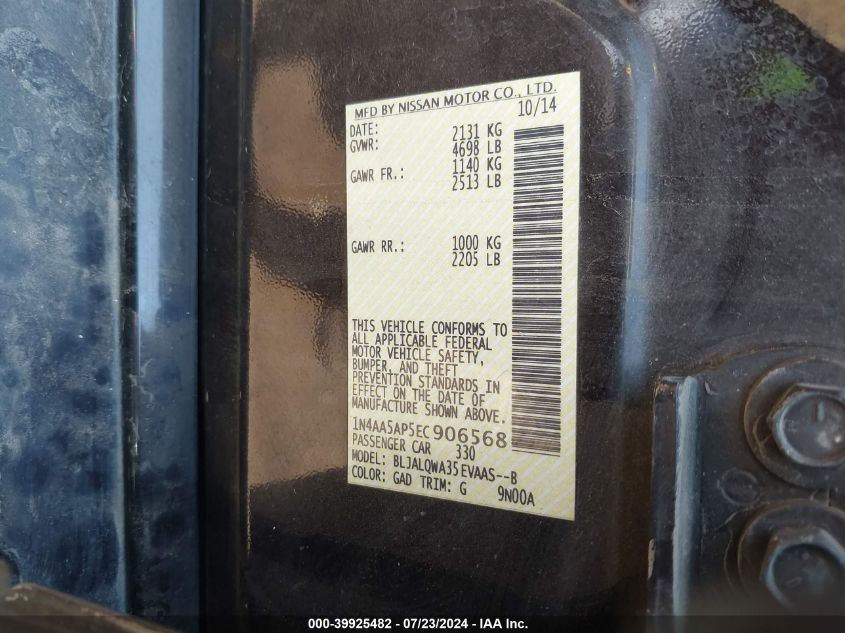 MFD BY NISSAN MOTOR CO., LTD.
10/14
DATE:
GVWR: 2131 KG
4698 LB
GAWR FR.: 1140 KG
2513 LB
GAWR RR.: 1000 KG
2205 LB
THIS VEHICLE CONFORMS TO
ALL APPLICABLE FEDERAL
MOTOR VEHICLE SAFETY,
BUMPER, AND THEFT
PREVENTION STANDARDS IN
EFFECT ON THE DATE OF
MANUFACTURE SHOWN ABOVE.
1N4AA5AP5EC906568
PASSENGER CAR 330
MODEL: BLJALQWA35EVAAS--B
COLOR: GAD TRIM: G 9N00A
000-39925482 - 07/23/2024 - IAA Inc.